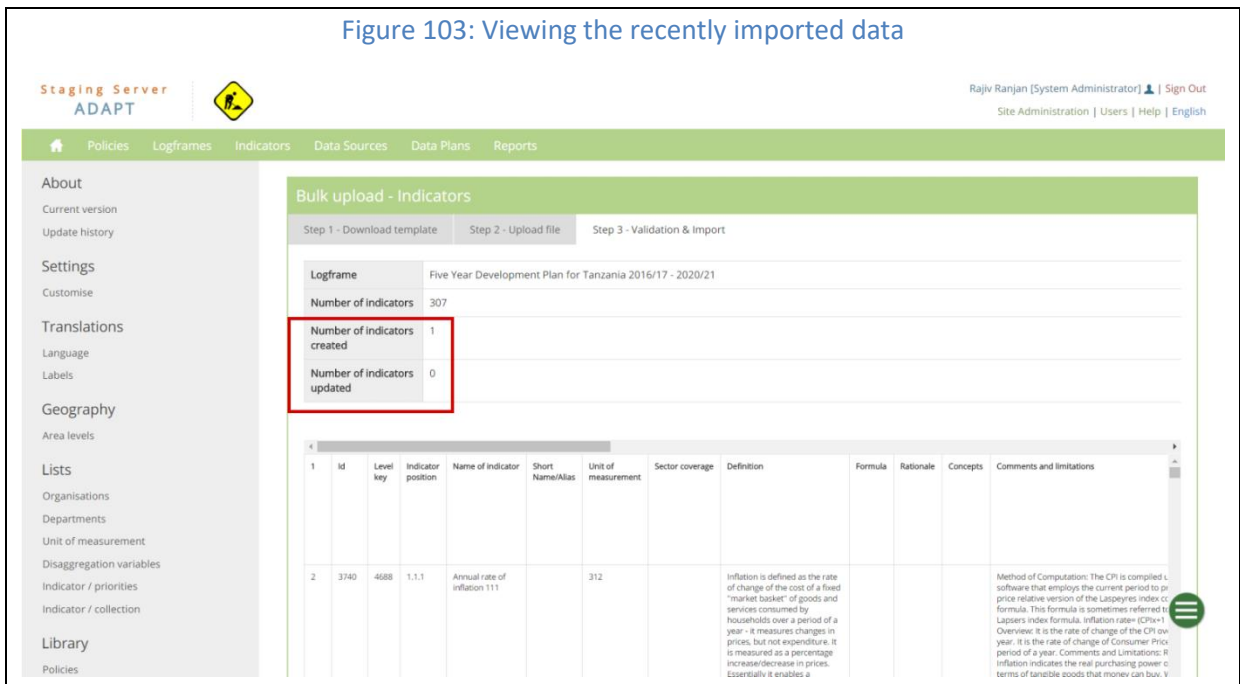 Figure 103: Viewing the recently imported data
Staging Server
ADAPT
Rajiv Ranjan [System Administrator] | Sign Out
Site Administration | Users | Help | English
Policies Logframes Indicators Data Sources Data Plans Reports
About
Current version
Update history
Settings
Customise
Translations
Language
Labels
Geography
Area levels
Lists
Organisations
Departments
Unit of measurement
Disaggregation variables
Indicator / priorities
Indicator / collection
Library
Policies
Bulk upload - Indicators
Step 1 - Download template Step 2 - Upload file Step 3 - Validation & Import
Logframe Five Year Development Plan for Tanzania 2016/17 - 2020/21
Number of indicators 307
Number of indicators 1
created
Number of indicators 0
updated
1 Id Level Indicator Name of indicator Short Unit of Sector coverage Definition Formula Rationale Concepts Comments and limitations
key position Name/Alias measurement
2 3740 4688 1.1.1 Annual rate of 312
inflation 111
Inflation is defined as the rate
of change of the cost of a fixed
"market basket" of goods and
services consumed by
households over a period of a
year - it measures changes in
prices, but not expenditure. It
is measured as a percentage
increase/decrease in prices.
Essentially it enables a
Method of Computation: The CPI is compiled
software that employs the current period to
price relative version of the Laspeyres index
formula. This formula is sometimes referred
Lapsers index formula. Inflation rate= (CPIx+1
Overview: It is the rate of change of the CPI
year. It is the rate of change of Consumer
period of a year. Comments and Limitations:
Inflation indicates the real purchasing power
terms of tangible goods that money can buy.